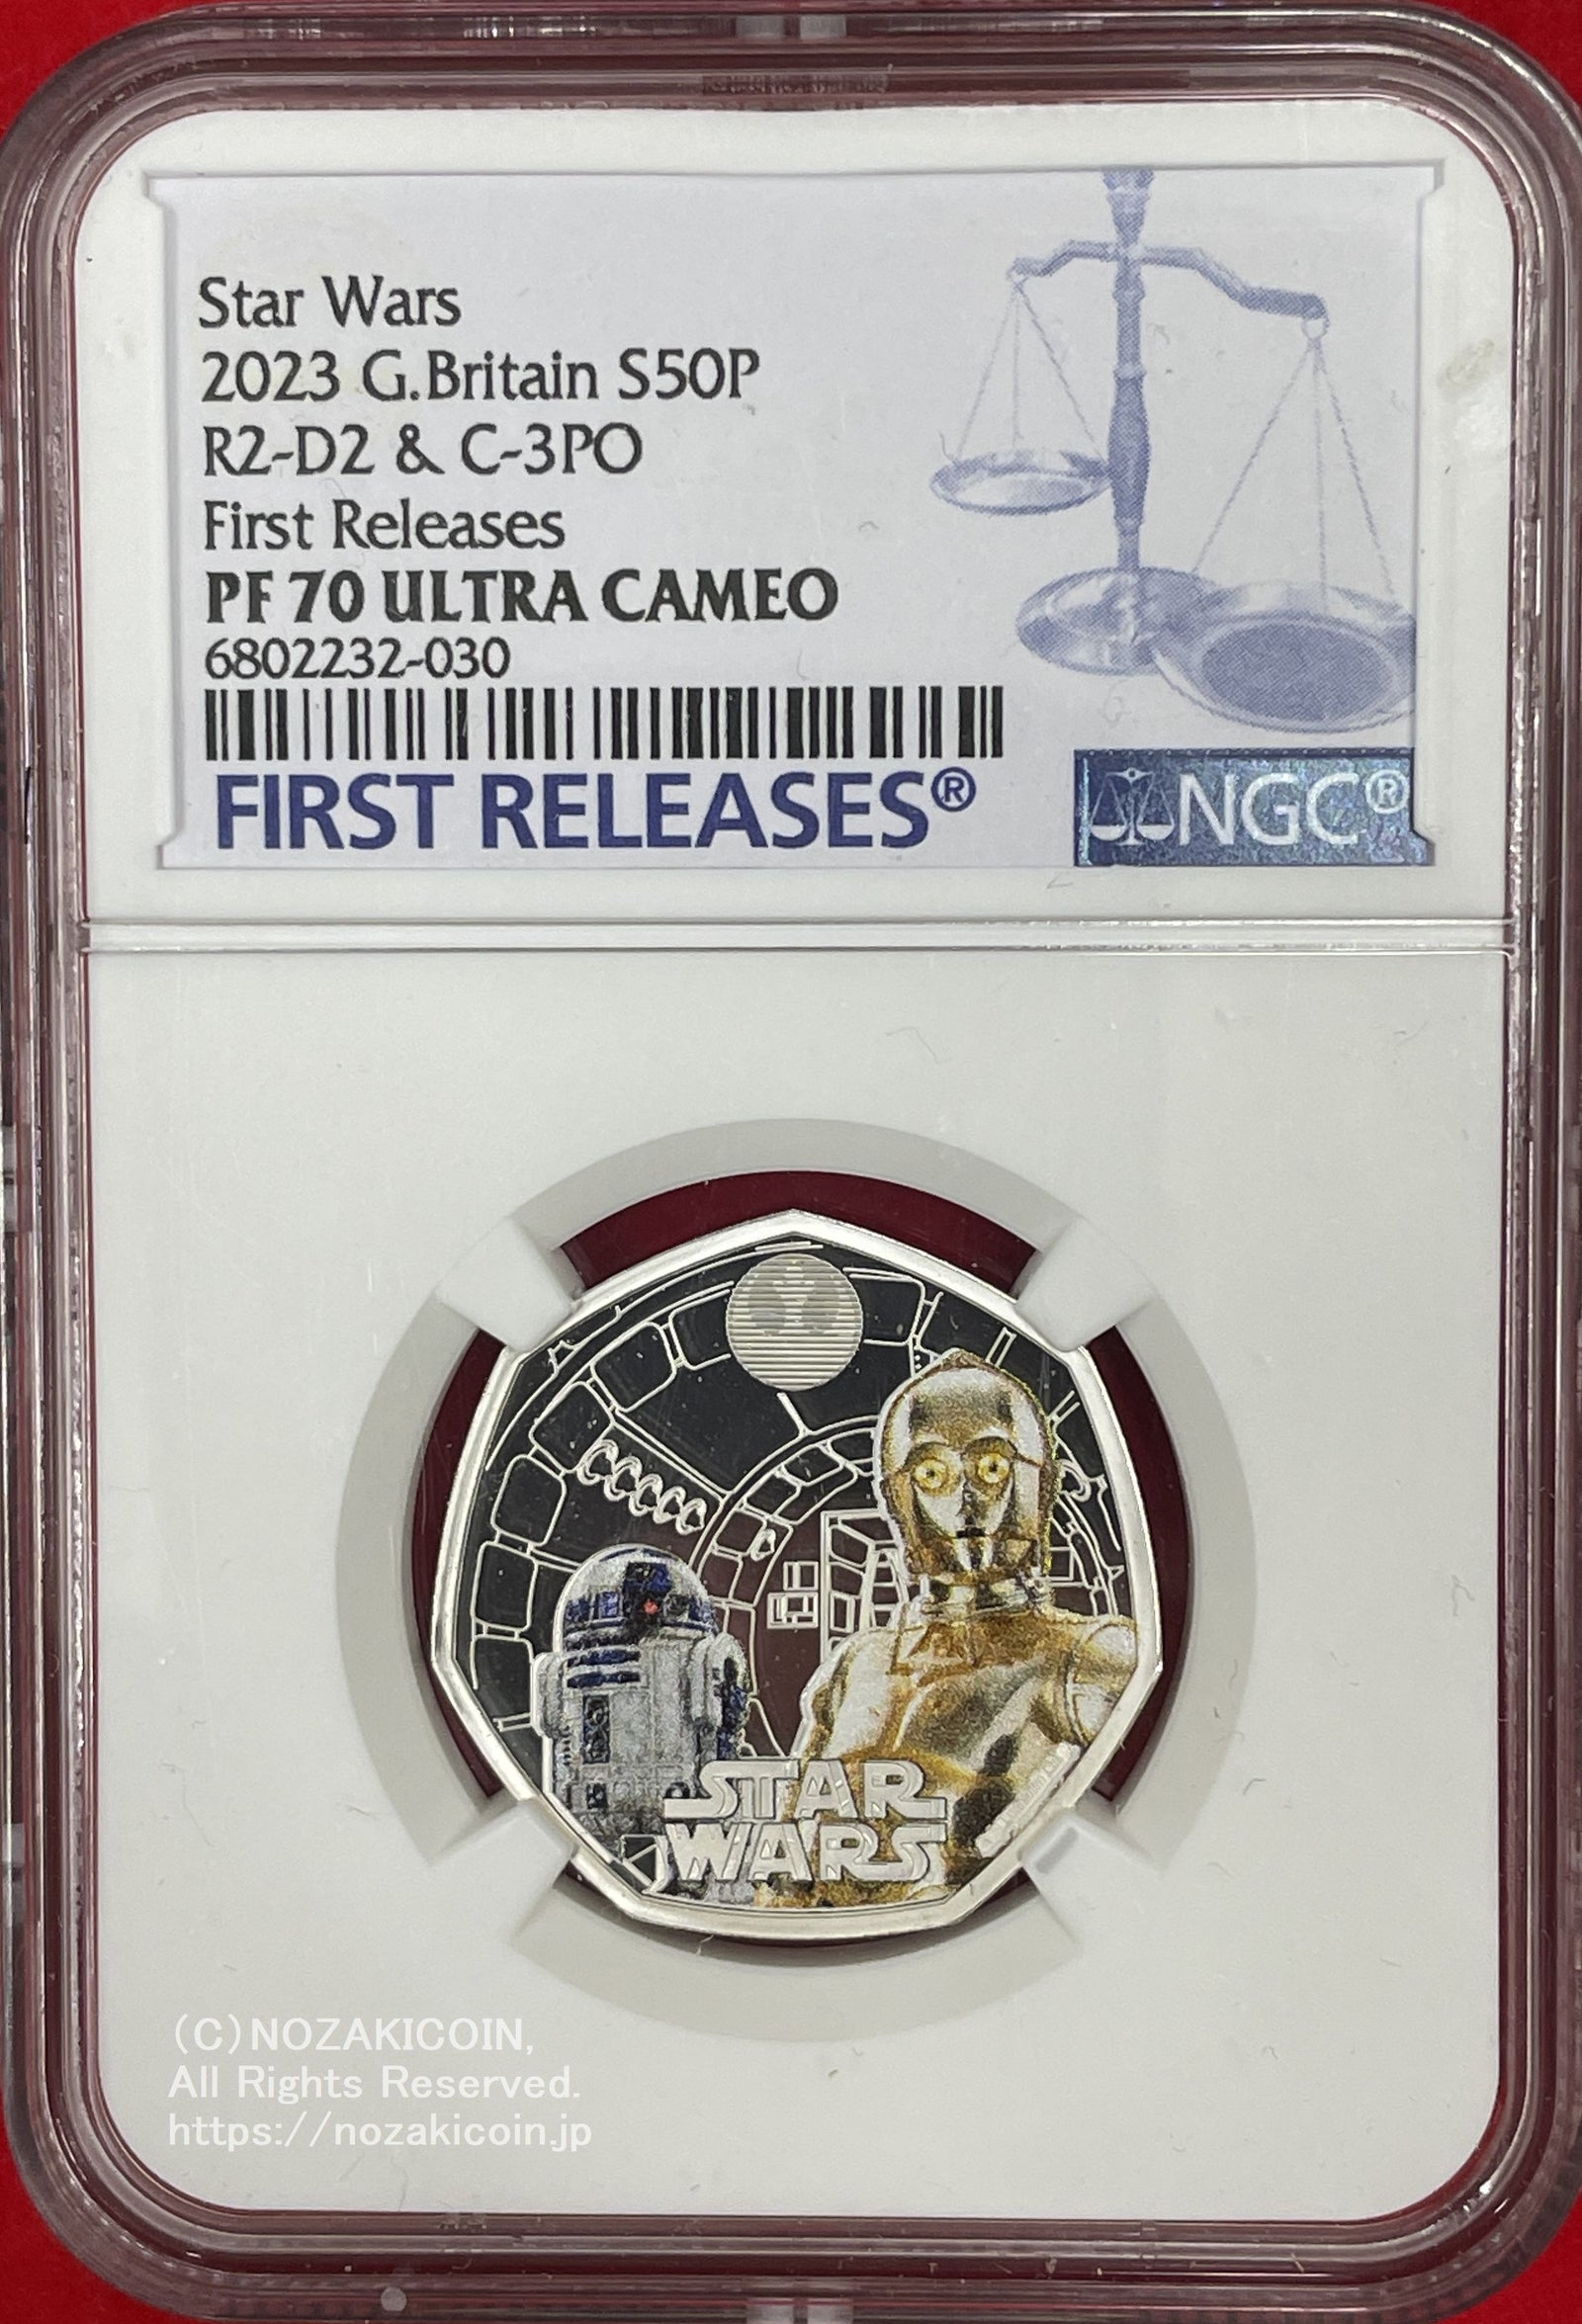 Star Wars
2023 G.Britain S50P
R2-D2 & C-3PO
First Releases
PF 70 ULTRA CAMEO
6802232-030
FIRST RELEASES®
NGC®
STAR
WARS
(C)NOZAKICOIN,
All Rights Reserved.
https://nozakicoin.jp